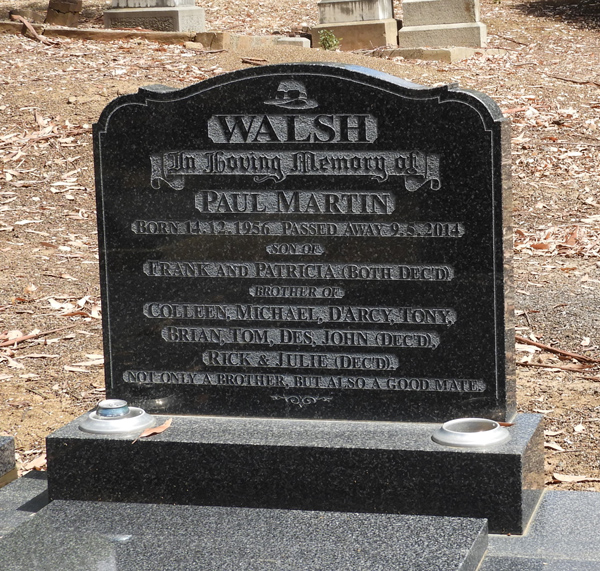 WALSH
In Loving Memory of
PAUL MARTIN
BORN 14.12.1956 PASSED AWAY 9.5.2014
SON OF
FRANK AND PATRICIA (BOTH DEC'D)
BROTHER OF
COLLEEN, MICHAEL, D'ARCY, TONY,
BRIAN, TOM, DES, JOHN (DEC'D),
RICK & JULIE (DEC'D).
NOT ONLY A BROTHER, BUT ALSO A GOOD MATE.